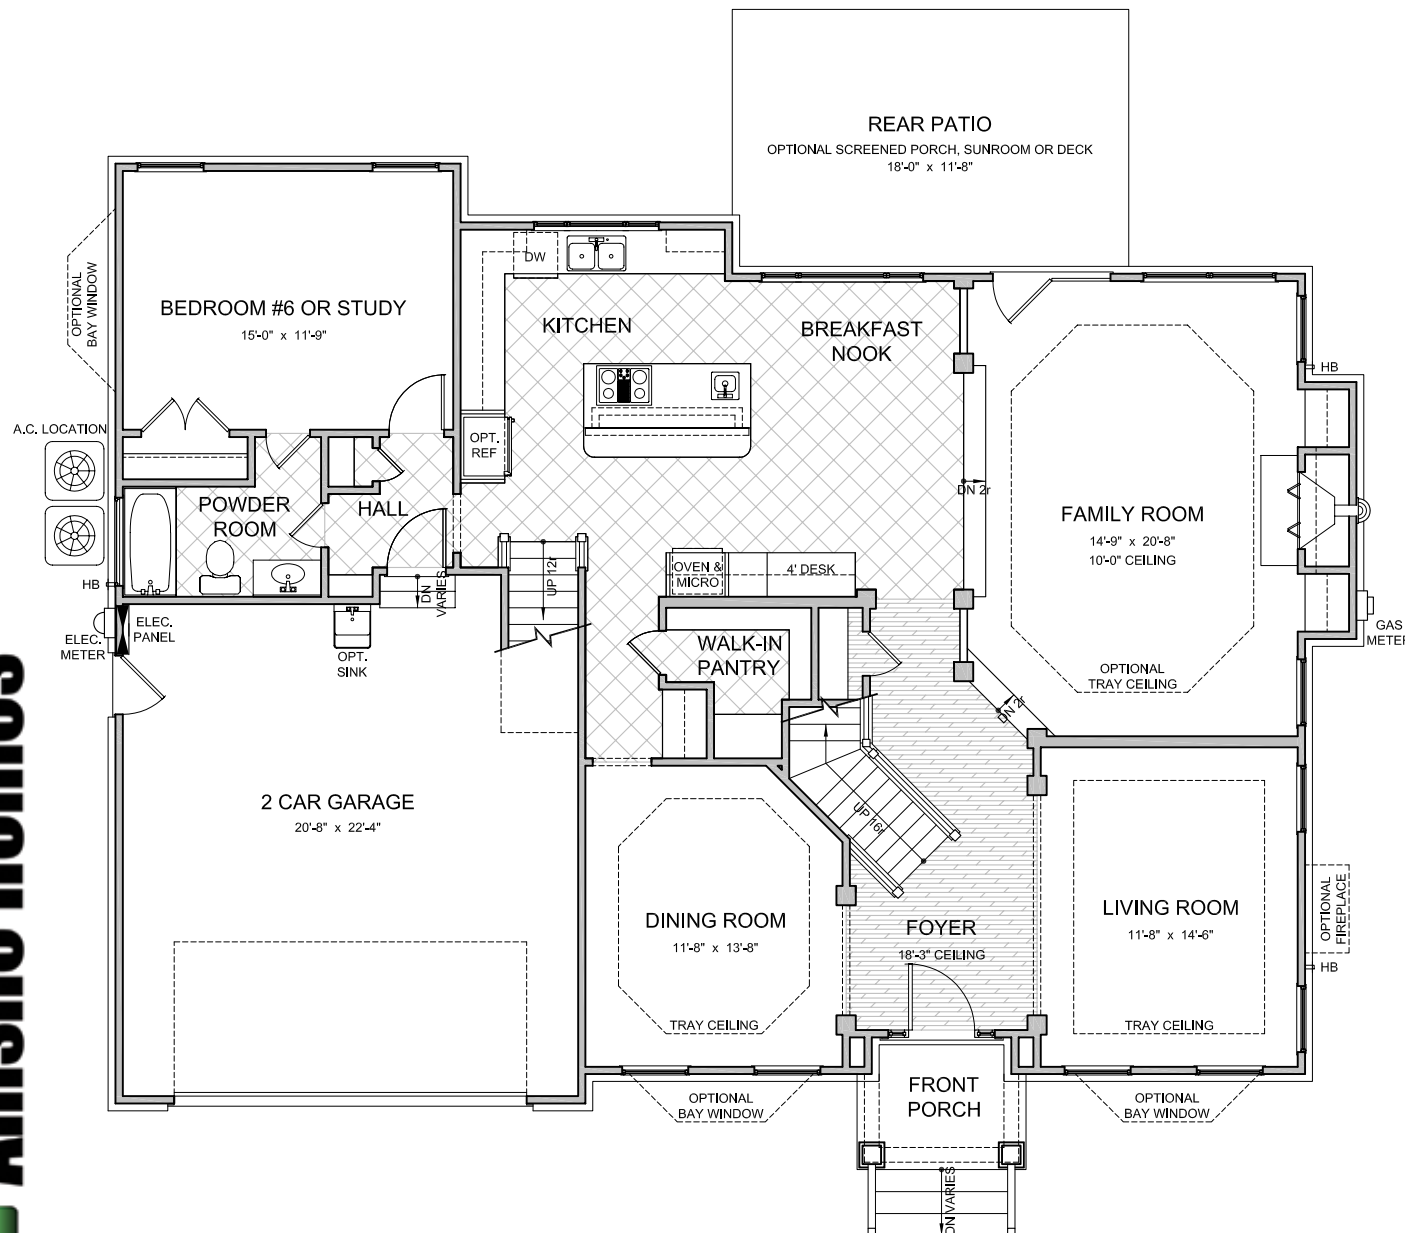 REAR PATIO
OPTIONAL SCREENED PORCH, SUNROOM OR DECK
18'-0" x 11'-8"
OPTIONAL
BAY WINDOW
BEDROOM #6 OR STUDY
15'-0" x 11'-9"
DW
KITCHEN
BREAKFAST
NOOK
HB
A.C. LOCATION
OPT.
REF
POWDER
ROOM
HALL
DN 2r
FAMILY ROOM
14'-9" x 20'-8"
10'-0" CEILING
HB
DN
VARIES
UP 12r
OVEN &
MICRO
4' DESK
ELEC.
METER
ELEC.
PANEL
OPT.
SINK
WALK-IN
PANTRY
GAS
METER
OPTIONAL
TRAY CEILING
DN 2r
2 CAR GARAGE
20'-8" x 22'-4"
UP 16r
DINING ROOM
11'-8" x 13'-8"
TRAY CEILING
FOYER
18'-3" CEILING
LIVING ROOM
11'-8" x 14'-6"
TRAY CEILING
OPTIONAL
FIREPLACE
HB
OPTIONAL
BAY WINDOW
FRONT
PORCH
OPTIONAL
BAY WINDOW
DN VARIES